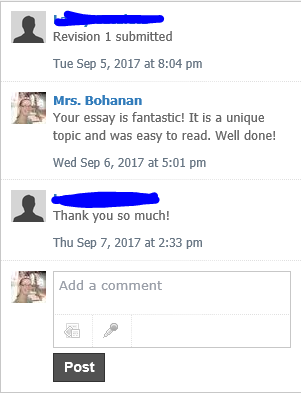 Revision 1 submitted
Tue Sep 5, 2017 at 8:04 pm
Mrs. Bohanan
Your essay is fantastic! It is a unique
topic and was easy to read. Well done!
Wed Sep 6, 2017 at 5:01 pm
Thank you so much!
Thu Sep 7, 2017 at 2:33 pm
Add a comment
Post